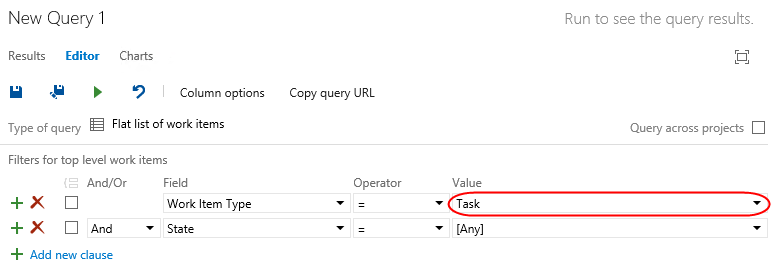 New Query 1
Run to see the query results.
Results Editor Charts
Column options Copy query URL
Type of query Flat list of work items Query across projects
Filters for top level work items
And/Or Field Operator Value
Work Item Type = Task
And State = [Any]
Add new clause